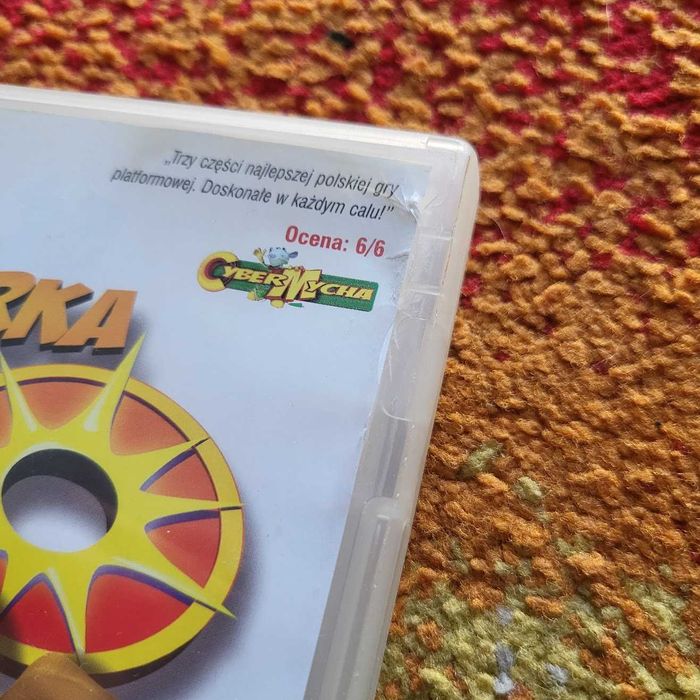 „Trzy części najlepszej polskiej gry
platformowej. Doskonałe w każdym calu!”
Ocena: 6/6
CYBERMYCHA
RKA